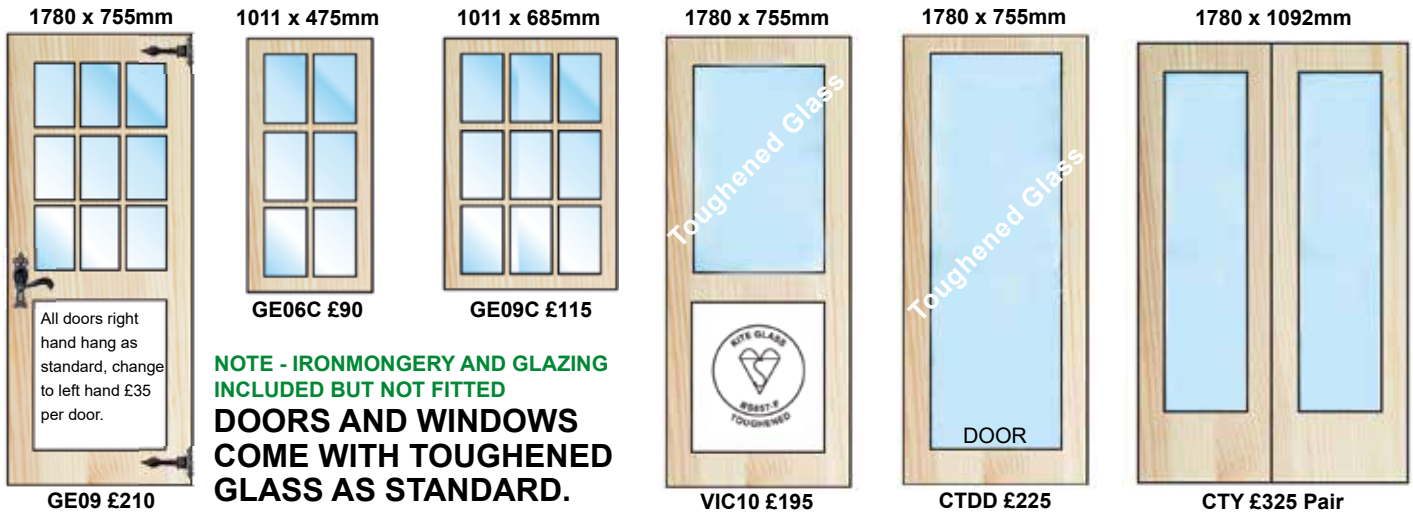 1780 x 755mm
1011 x 475mm
1011 x 685mm
1780 x 755mm
1780 x 755mm
1780 x 1092mm
Toughened Glass
Toughened Glass
GE06C £90
GE09C £115
All doors right
hand hang as
standard, change
to left hand £35
per door.
NOTE - IRONMONGERY AND GLAZING
INCLUDED BUT NOT FITTED
DOORS AND WINDOWS
COME WITH TOUGHENED
GLASS AS STANDARD.
KITE GLASS
TOUGHENED
DOOR
GE09 £210
VIC10 £195
CTDD £225
CTY £325 Pair